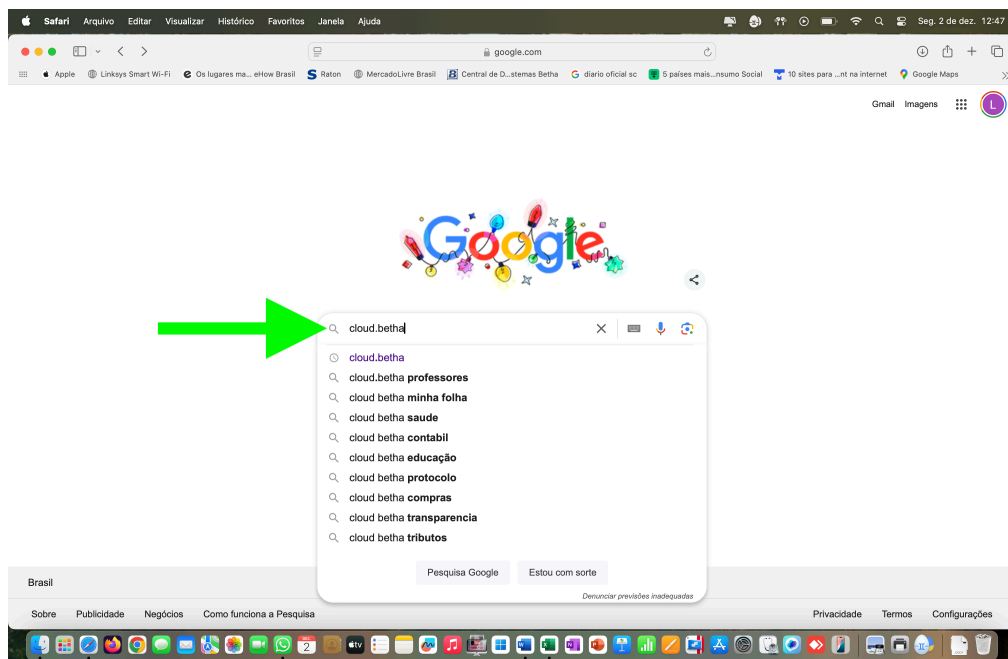 Safari Arquivo Editar Visualizar Histórico Favoritos Janela Ajuda Seg. 2 de dez. 12:47
google.com
Apple Linksys Smart Wi-Fi Os lugares ma... eHow Brasil Raton MercadoLivre Brasil Central de D...stemas Betha diario oficial sc 5 países mais...nsumo Social 10 sites para ...nt na internet Google Maps
Gmail Imagens L
Google
cloud.betha
cloud.betha
cloud.betha professores
cloud betha minha folha
cloud betha saude
cloud betha contabil
cloud betha educação
cloud betha protocolo
cloud betha compras
cloud betha transparencia
cloud betha tributos
Pesquisa Google Estou com sorte
Denunciar previsões inadequadas
Brasil
Sobre Publicidade Negócios Como funciona a Pesquisa Privacidade Termos Configurações